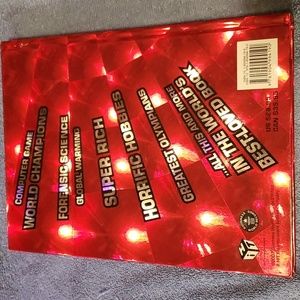 COMPUTER GAME
WORLD CHAMPIONS
FORENSIC SCIENCE
GLOBAL WARMING
SUPER RICH
HORRIFIC HOBBIES
GREATEST OLYMPIANS
...ALL THIS AND MORE
IN THE WORLD'S
BEST-LOVED BOOK